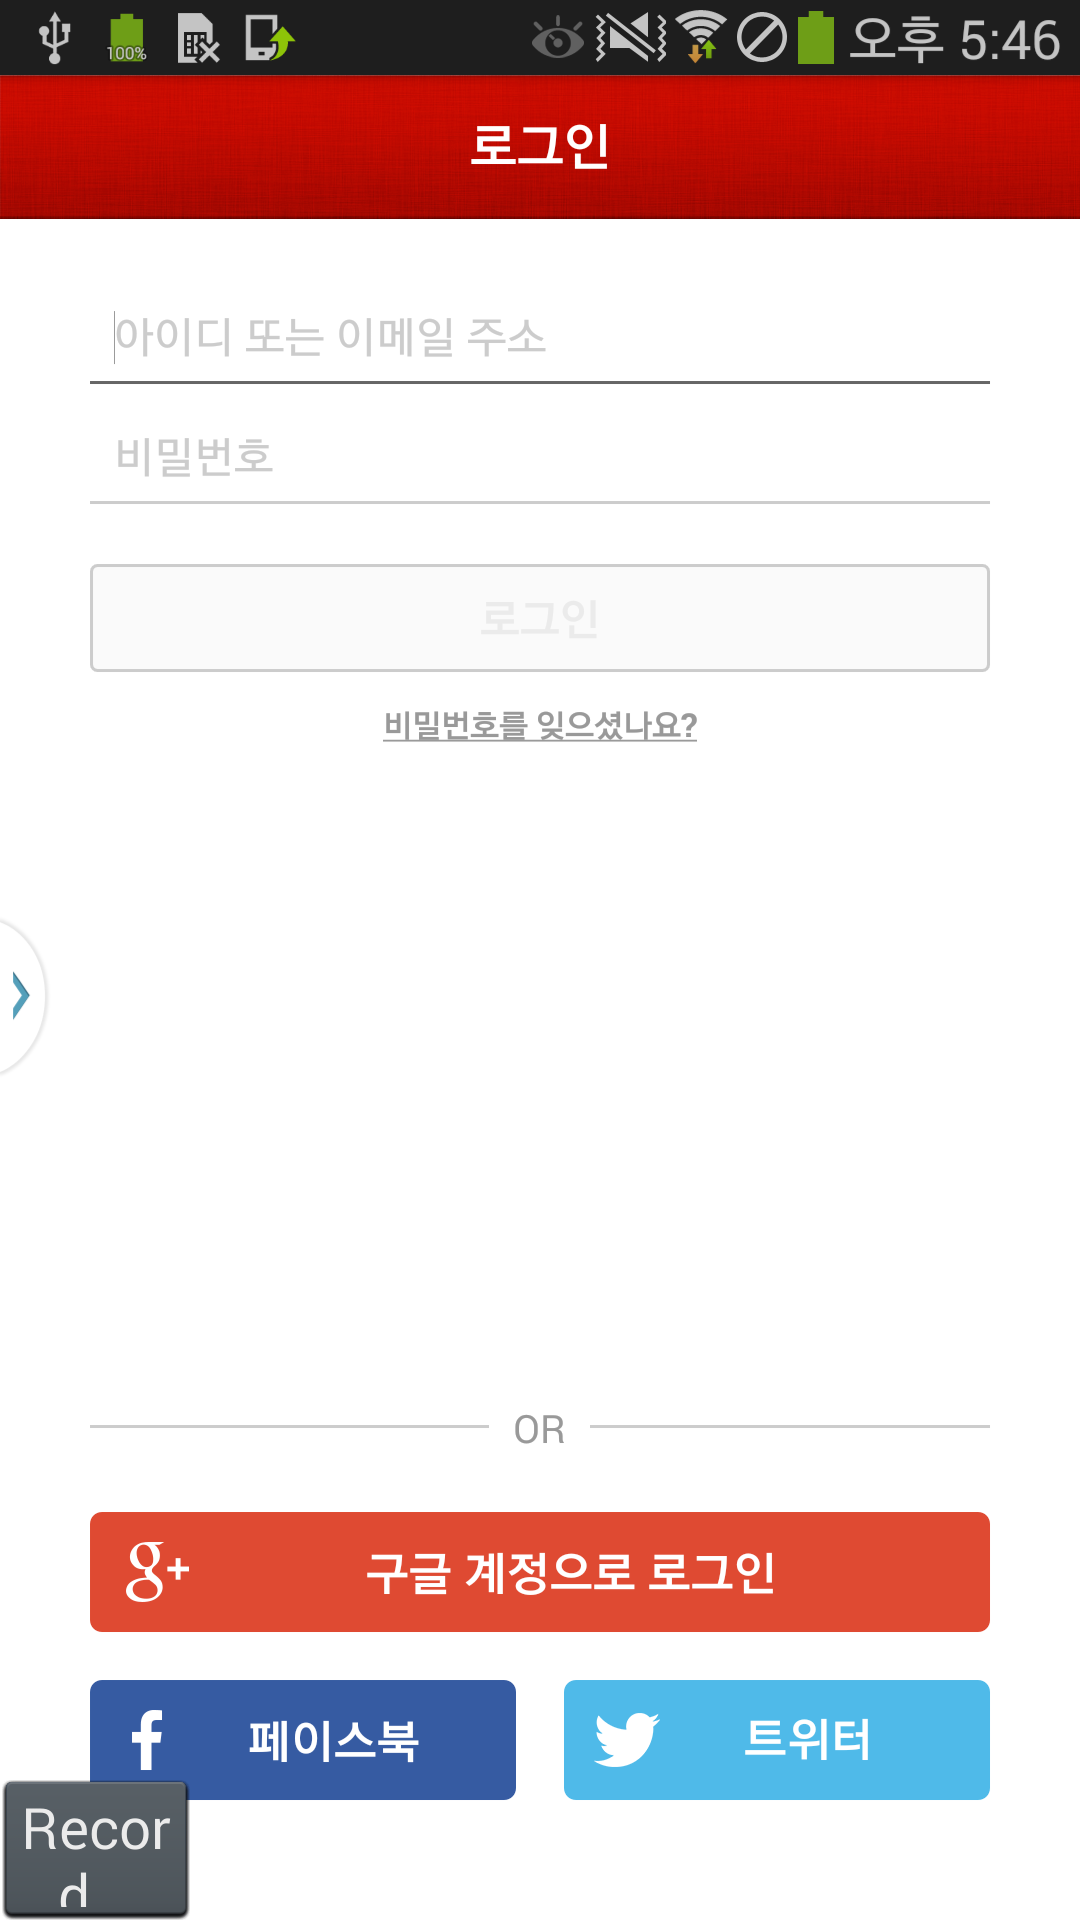 100%
오후 5:46
로그인
아이디 또는 이메일 주소
비밀번호
로그인
비밀번호를 잊으셨나요?
OR
g+ 구글 계정으로 로그인
f 페이스북
트위터
Recor
d